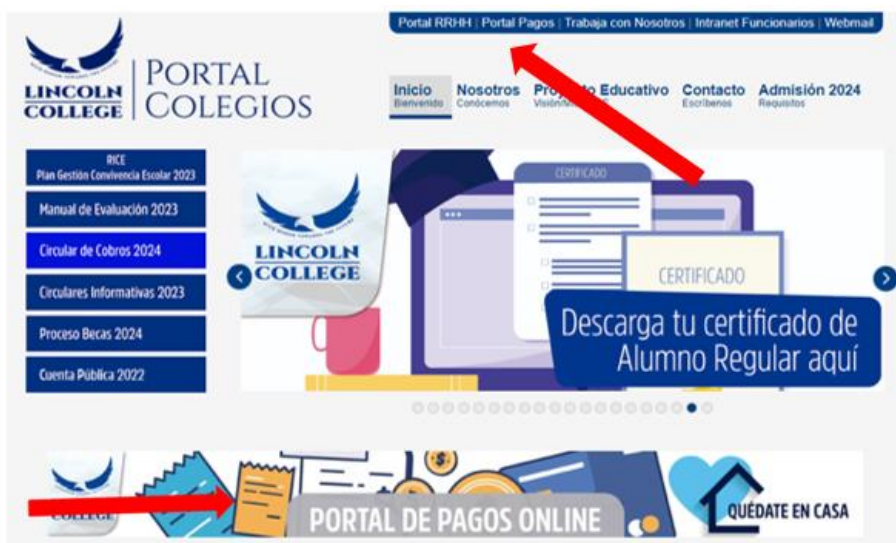 Portal RRHH | Portal Pagos | Trabaja con Nosotros | Intranet Funcionarios | Webmail
LINCOLN
COLLEGE
PORTAL
COLEGIOS
Inicio
Bienvenido
Nosotros
Conócemos
Educativo
Contacto
Escríbenos
Admisión 2024
Requisitos
RICE
Plan Gestión Convivencia Escolar 2023
Manual de Evaluación 2023
Circular de Cobros 2024
Circulares Informativas 2023
Proceso Becas 2024
Cuenta Pública 2022
LINCOLN
COLLEGE
CERTIFICADO
CERTIFICADO
Descarga tu certificado de
Alumno Regular aquí
COLLEGE
PORTAL DE PAGOS ONLINE
QUÉDATE EN CASA